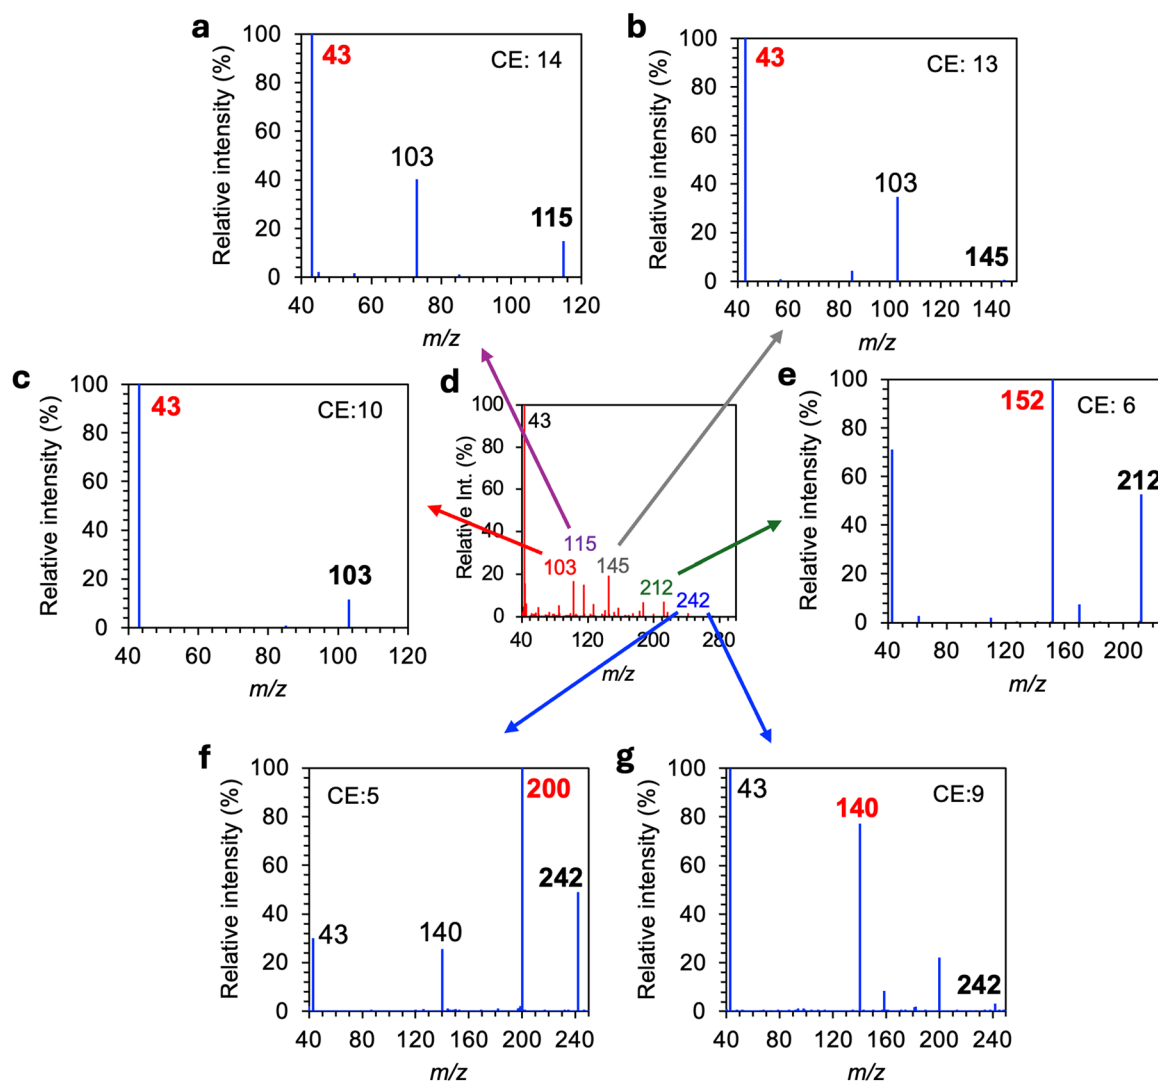 a
100
80
60
40
20
0
Relative intensity (%)
43
CE: 14
103
115
40 60 80 100 120
m/z
b
100
80
60
40
20
0
Relative intensity (%)
43
CE: 13
103
145
40 60 80 100 120 140
m/z
c
100
80
60
40
20
0
Relative intensity (%)
43
CE:10
103
40 60 80 100 120
m/z
d
100
80
60
40
20
0
Relative Int. (%)
43
115
103
145
212
242
40 120 200 280
m/z
e
100
80
60
40
20
0
Relative intensity (%)
152
CE: 6
212
40 80 120 160 200
m/z
f
100
80
60
40
20
0
Relative intensity (%)
CE:5
200
242
43
140
40 80 120 160 200 240
m/z
g
100
80
60
40
20
0
Relative intensity (%)
43
140
CE:9
242
40 80 120 160 200 240
m/z